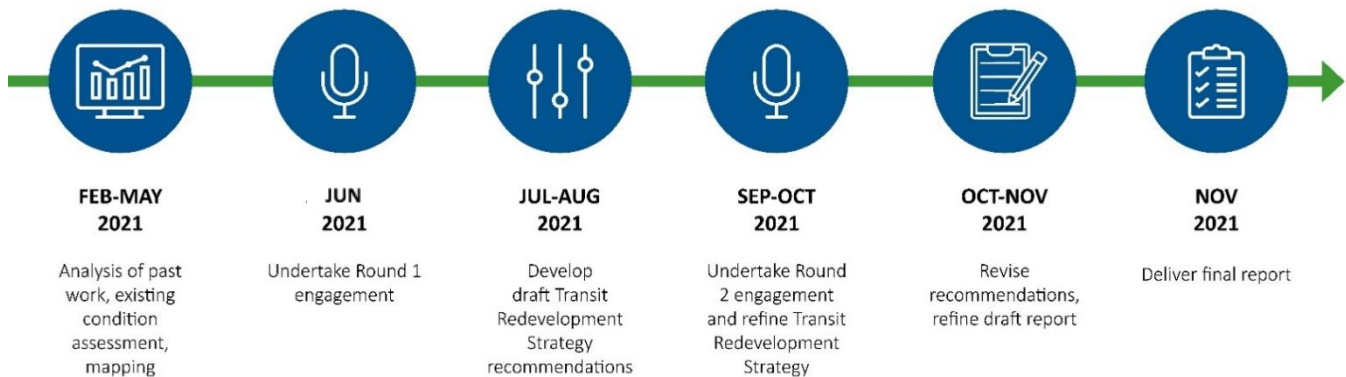 FEB-MAY
2021
Analysis of past
work, existing
condition
assessment,
mapping
JUN
2021
Undertake Round 1
engagement
JUL-AUG
2021
Develop
draft Transit
Redevelopment
Strategy
recommendations
SEP-OCT
2021
Undertake Round
2 engagement
and refine Transit
Redevelopment
Strategy
OCT-NOV
2021
Revise
recommendations,
refine draft report
NOV
2021
Deliver final report